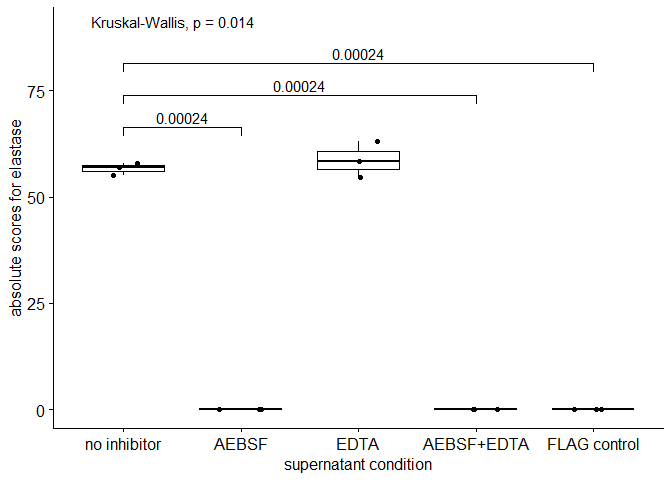 Kruskal-Wallis, p = 0.014
0.00024
0.00024
0.00024
absolute scores for elastase
75
50
25
0
no inhibitor AEBSF EDTA AEBSF+EDTA FLAG control
supernatant condition